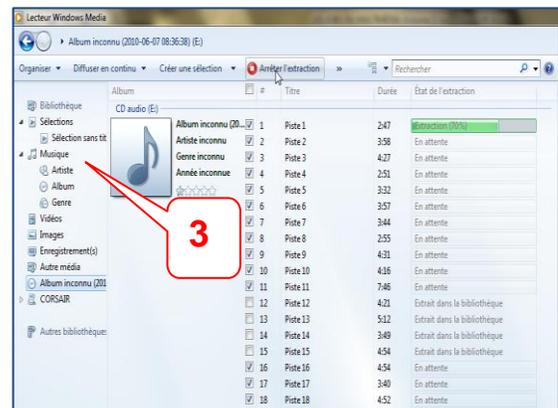 Lecteur Windows Media
Album inconnu (2010-06-07 08:36:38) (E:)
Organiser Diffuser en continu Créer une sélection Arrêter l'extraction » Rechercher
Album # Titre Durée État de l'extraction
CD audio (E:)
Bibliothèque
Sélections
Sélection sans tit
Musique
Artiste
Album
Genre
Vidéos
Images
Enregistrement(s)
Autre média
Album inconnu (201
CORSAIR
Autres bibliothèques
Album inconnu (20...
Artiste inconnu
Genre inconnu
Année inconnue
3
1 Piste 1 2:47 Extraction (70%)
2 Piste 2 3:58 En attente
3 Piste 3 4:27 En attente
4 Piste 4 2:51 En attente
5 Piste 5 3:32 En attente
6 Piste 6 3:57 En attente
7 Piste 7 3:44 En attente
8 Piste 8 2:55 En attente
9 Piste 9 4:31 En attente
10 Piste 10 4:16 En attente
11 Piste 11 7:46 En attente
12 Piste 12 4:21 Extrait dans la bibliothèque
13 Piste 13 5:12 Extrait dans la bibliothèque
14 Piste 14 3:49 Extrait dans la bibliothèque
15 Piste 15 4:54 Extrait dans la bibliothèque
16 Piste 16 4:54 En attente
17 Piste 17 3:40 En attente
18 Piste 18 4:52 En attente